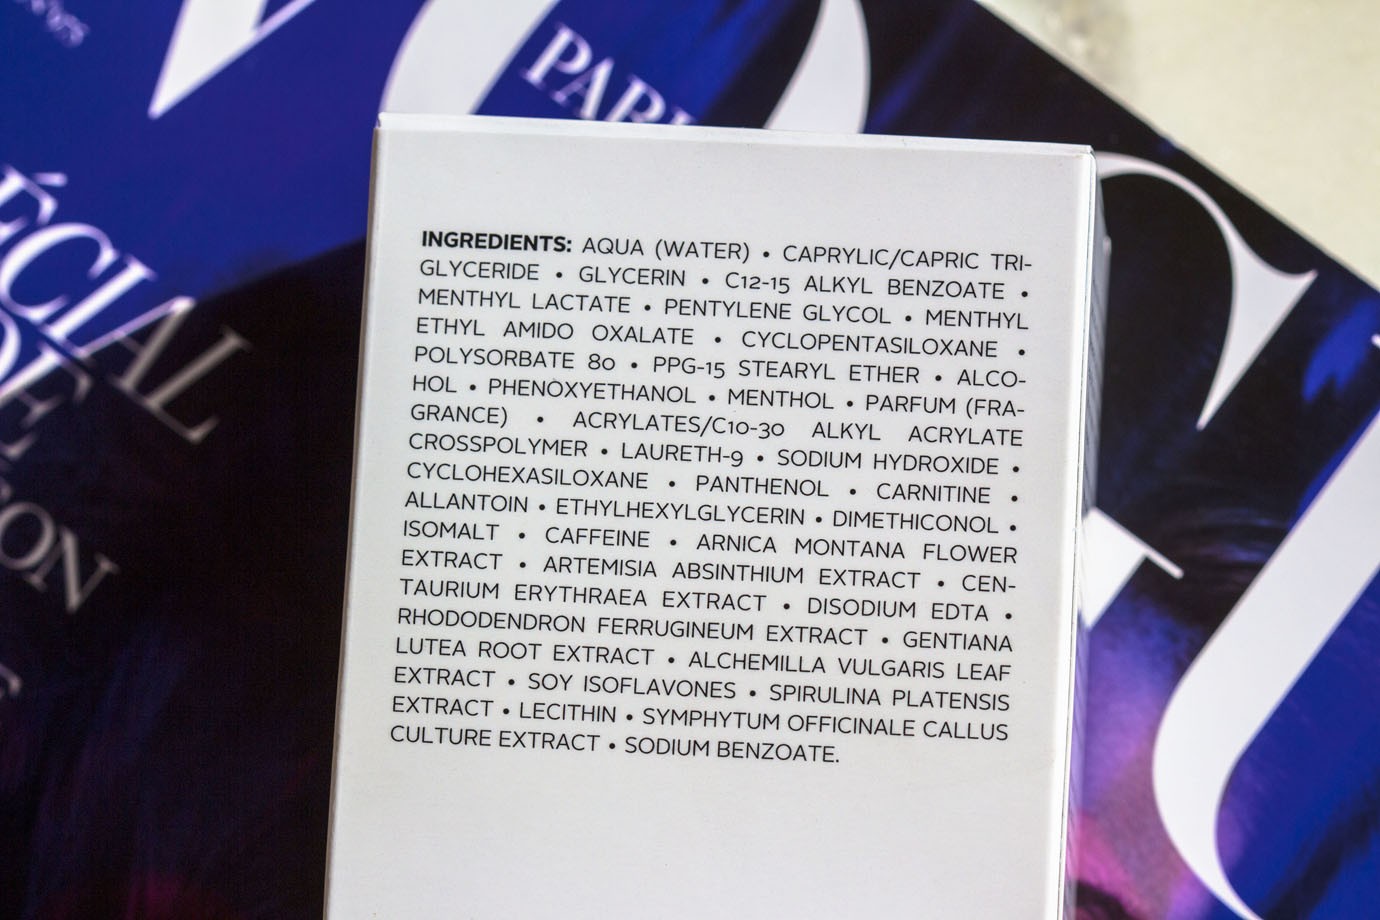 PARI
ÉCIAL
INGREDIENTS: AQUA (WATER) • CAPRYLIC/CAPRIC TRI-
GLYCERIDE • GLYCERIN • C12-15 ALKYL BENZOATE •
MENTHYL LACTATE • PENTYLENE GLYCOL • MENTHYL
ETHYL AMIDO OXALATE • CYCLOPENTASILOXANE •
POLYSORBATE 80 • PPG-15 STEARYL ETHER • ALCO-
HOL • PHENOXYETHANOL • MENTHOL • PARFUM (FRA-
GRANCE) • ACRYLATES/C10-30 ALKYL ACRYLATE
CROSSPOLYMER • LAURETH-9 • SODIUM HYDROXIDE •
CYCLOHEXASILOXANE • PANTHENOL • CARNITINE •
ALLANTOIN • ETHYLHEXYLGLYCERIN • DIMETHICONOL •
ISOMALT • CAFFEINE • ARNICA MONTANA FLOWER
EXTRACT • ARTEMISIA ABSINTHIUM EXTRACT • CEN-
TAURIUM ERYTHRAEA EXTRACT • DISODIUM EDTA •
RHODODENDRON FERRUGINEUM EXTRACT • GENTIANA
LUTEA ROOT EXTRACT • ALCHEMILLA VULGARIS LEAF
EXTRACT • SOY ISOFLAVONES • SPIRULINA PLATENSIS
EXTRACT • LECITHIN • SYMPHYTUM OFFICINALE CALLUS
CULTURE EXTRACT • SODIUM BENZOATE.